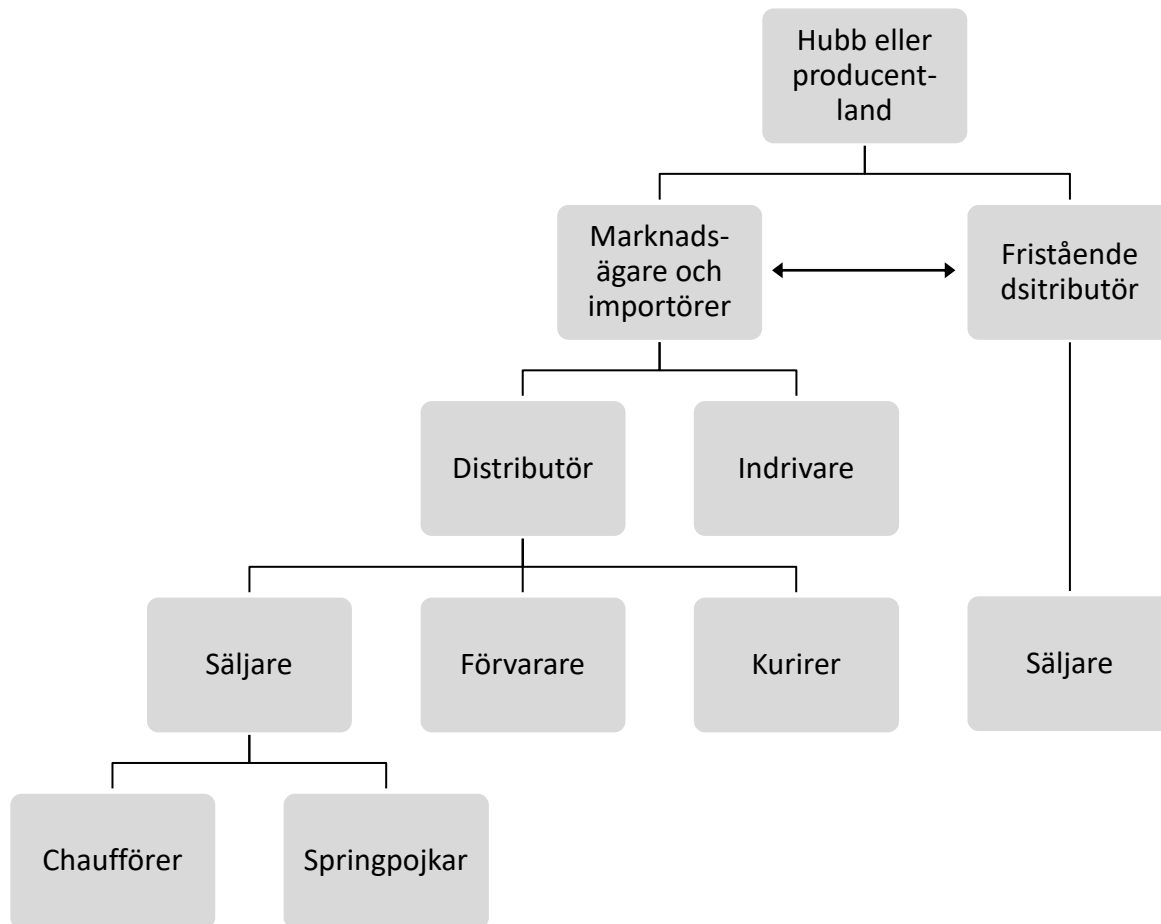 Hubb eller
producent-
land
Marknads-
ägare och
importörer
Fristående
dsitributör
Distributör
Indrivare
Säljare
Förvarare
Kurirer
Säljare
Chaufförer
Springpojkar